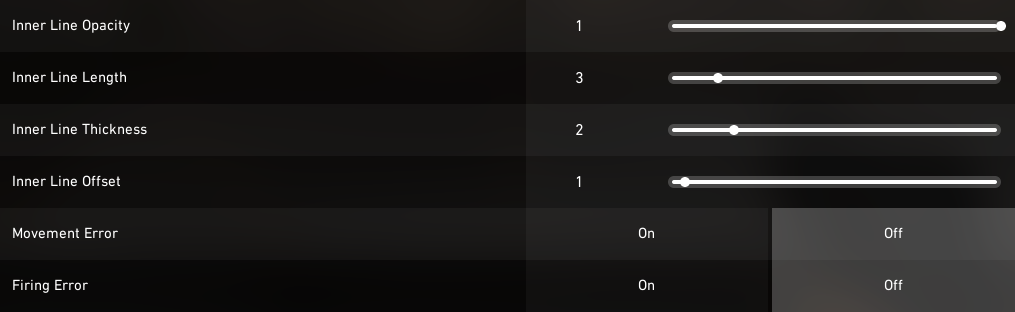 Inner Line Opacity 1
Inner Line Length 3
Inner Line Thickness 2
Inner Line Offset 1
Movement Error On Off
Firing Error On Off